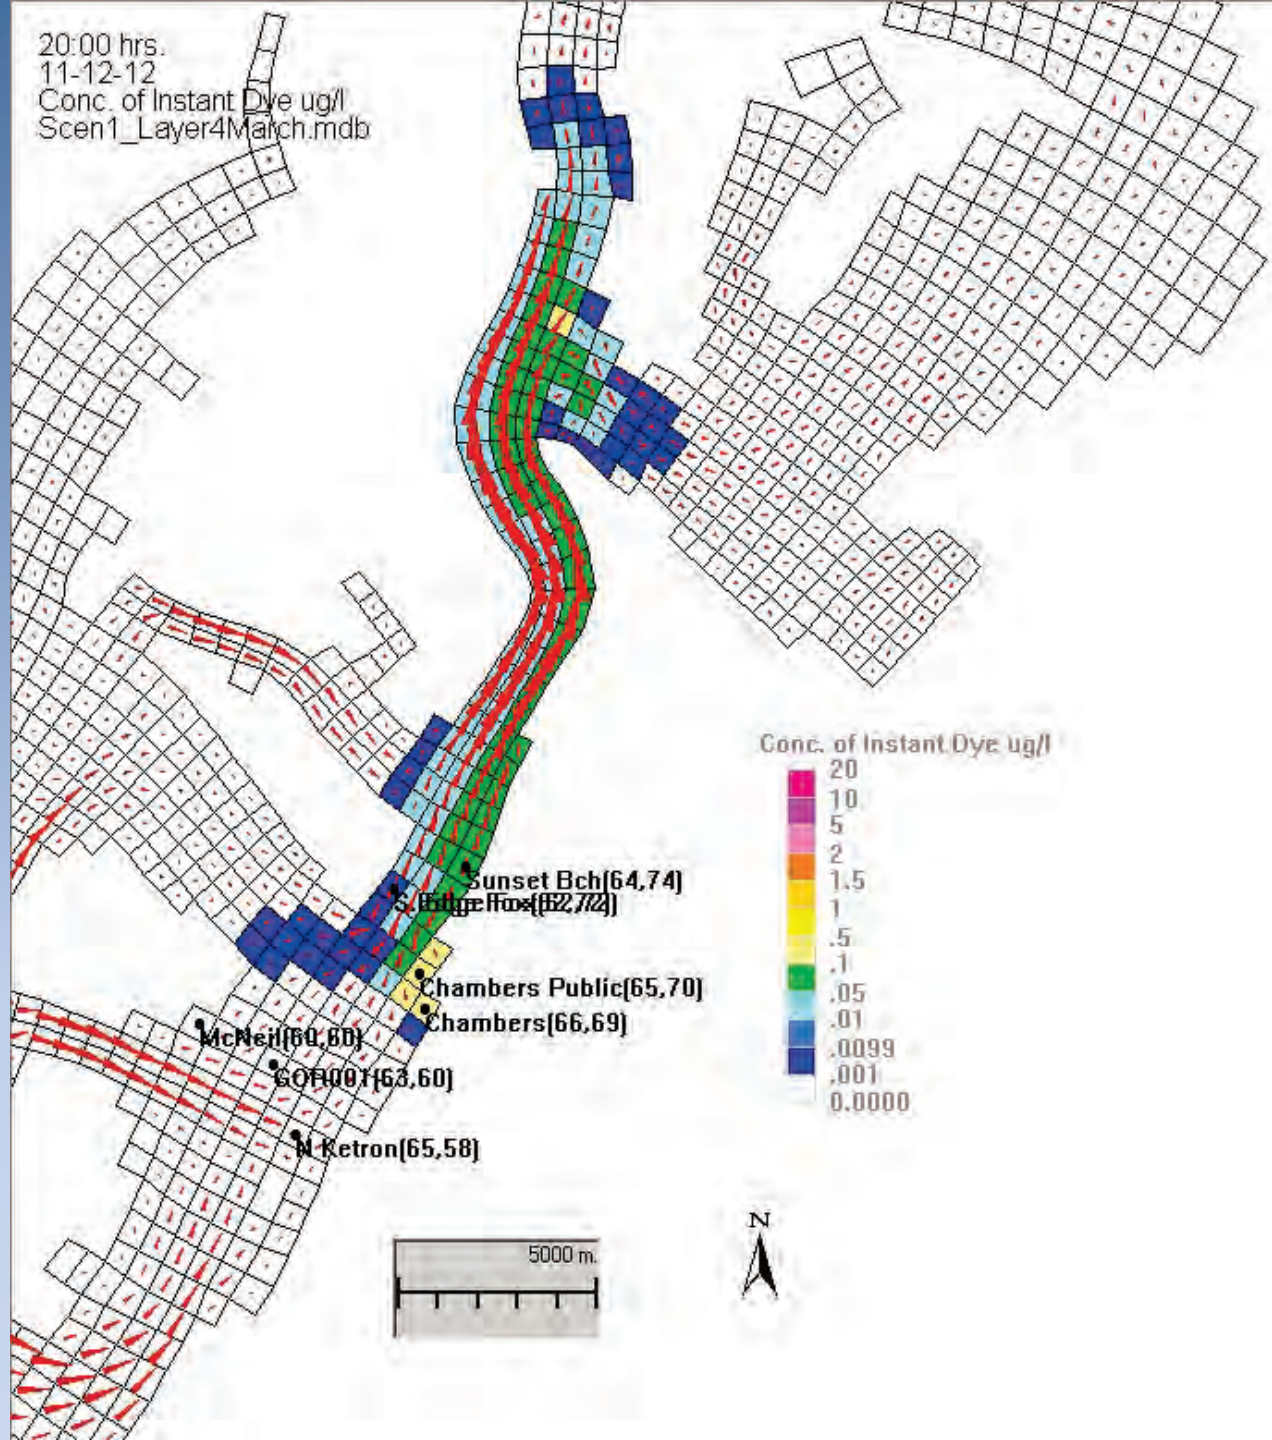 20:00 hrs.
11-12-12
Conc. of Instant Dye ug/l
Scen1_Layer4March.mdb
Conc. of Instant Dye ug/l
20
10
5
2
1.5
1
.5
.1
.05
.01
.0099
.001
0.0000
Sunset Bch(64,74)
Chambers Public(65,70)
Chambers(66,69)
McNeil(60,60)
GOR001(63,60)
N Ketron(65,58)
5000 m.
N